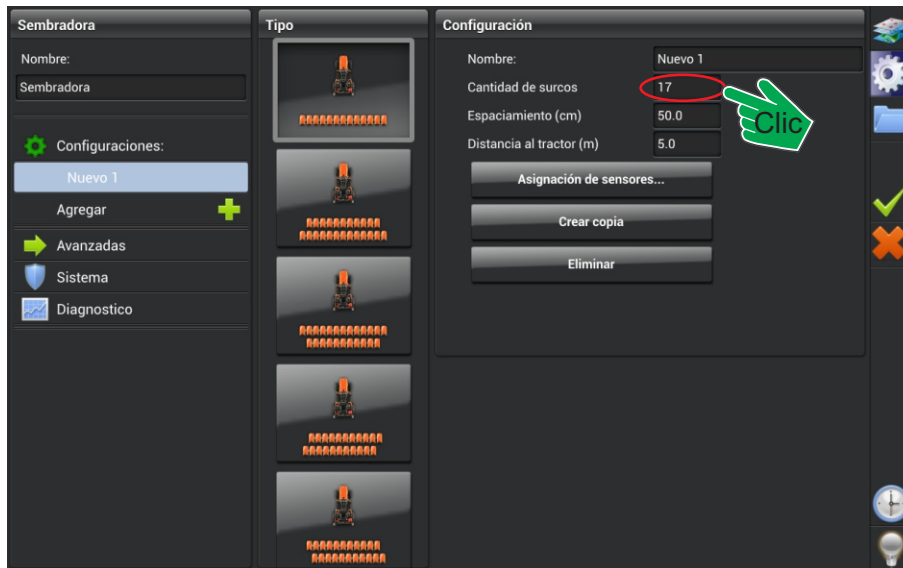 Sembradora
Nombre:
Sembradora
Configuraciones:
Nuevo 1
Agregar
Avanzadas
Sistema
Diagnostico
Tipo
Configuración
Nombre: Nuevo 1
Cantidad de surcos 17
Espaciamiento (cm) 50.0
Distancia al tractor (m) 5.0
Asignación de sensores...
Crear copia
Eliminar
Clic